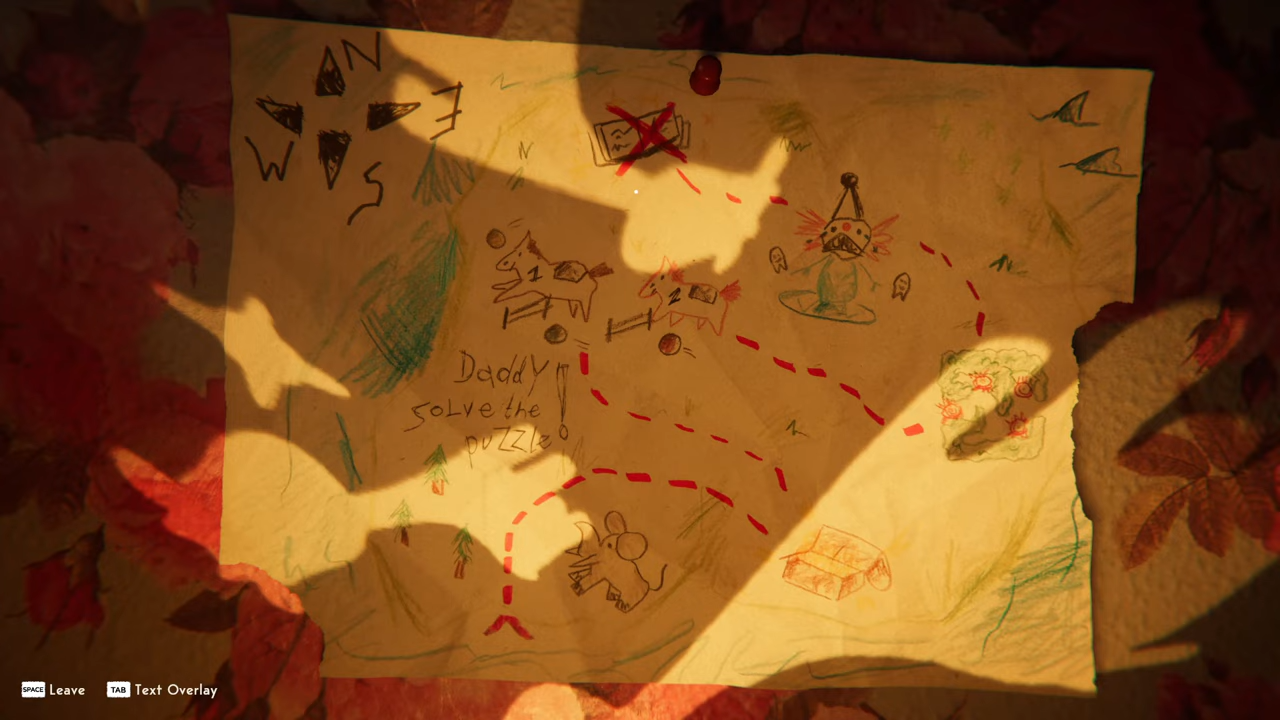 N
E
W
S
1
2
Daddy
SOLVE the
puZZle!
SPACE Leave TAB Text Overlay